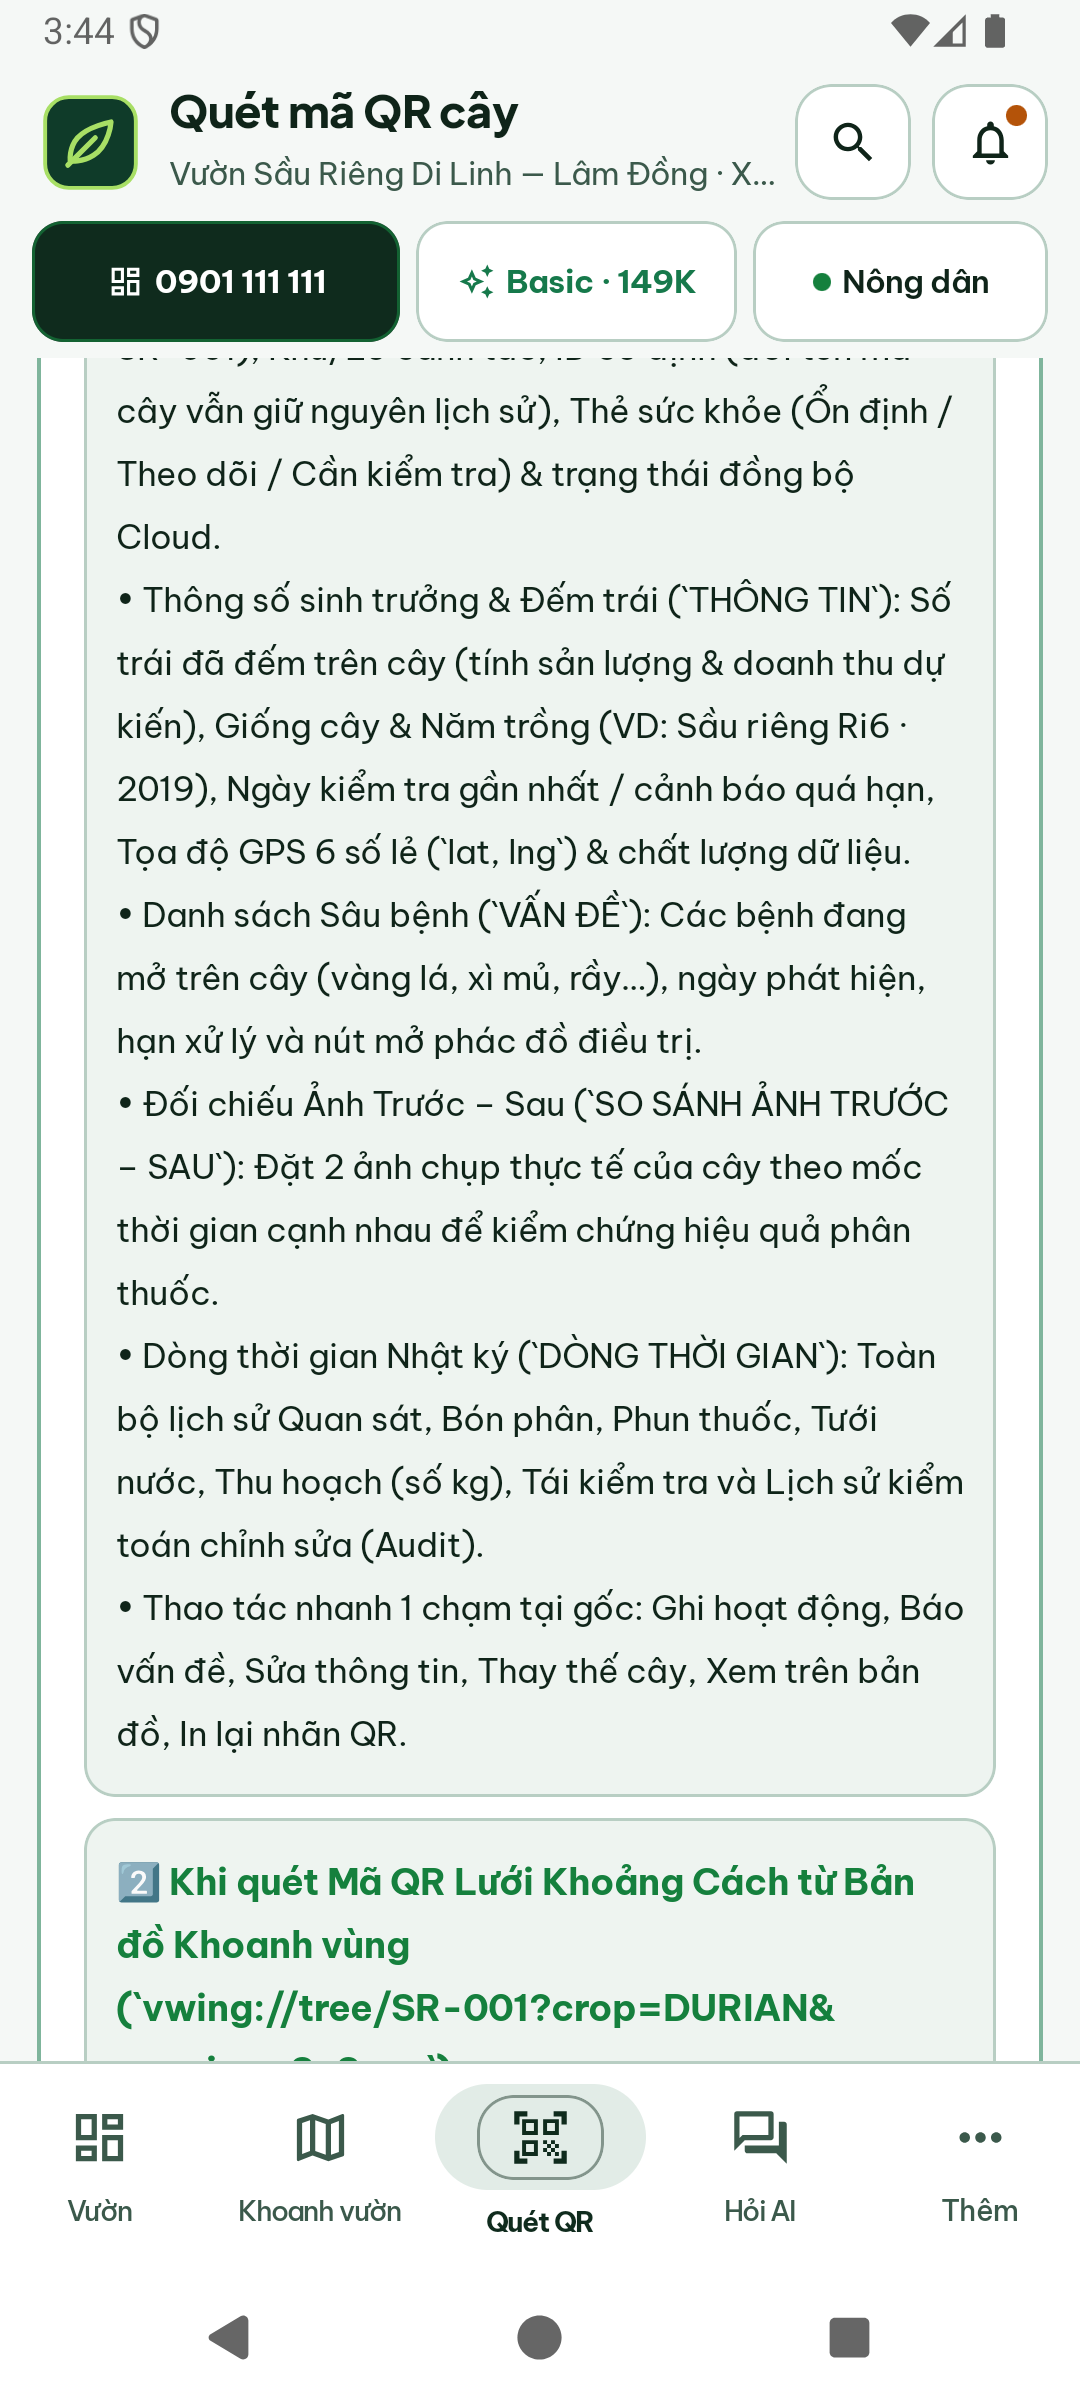 3:44
Quét mã QR cây
Vườn Sầu Riêng Di Linh — Lâm Đồng · X...
0901 111 111
Basic · 149K
Nông dân
cây vẫn giữ nguyên lịch sử), Thẻ sức khỏe (Ổn định /
Theo dõi / Cần kiểm tra) & trạng thái đồng bộ
Cloud.
• Thông số sinh trưởng & Đếm trái (`THÔNG TIN`): Số
trái đã đếm trên cây (tính sản lượng & doanh thu dự
kiến), Giống cây & Năm trồng (VD: Sầu riêng Ri6 ·
2019), Ngày kiểm tra gần nhất / cảnh báo quá hạn,
Tọa độ GPS 6 số lẻ (`lat, lng`) & chất lượng dữ liệu.
• Danh sách Sâu bệnh (`VẤN ĐỀ`): Các bệnh đang
mở trên cây (vàng lá, xì mủ, rầy...), ngày phát hiện,
hạn xử lý và nút mở phác đồ điều trị.
• Đối chiếu Ảnh Trước – Sau (`SO SÁNH ẢNH TRƯỚC
– SAU`): Đặt 2 ảnh chụp thực tế của cây theo mốc
thời gian cạnh nhau để kiểm chứng hiệu quả phân
thuốc.
• Dòng thời gian Nhật ký (`DÒNG THỜI GIAN`): Toàn
bộ lịch sử Quan sát, Bón phân, Phun thuốc, Tưới
nước, Thu hoạch (số kg), Tái kiểm tra và Lịch sử kiểm
toán chỉnh sửa (Audit).
• Thao tác nhanh 1 chạm tại gốc: Ghi hoạt động, Báo
vấn đề, Sửa thông tin, Thay thế cây, Xem trên bản
đồ, In lại nhãn QR.
2️⃣ Khi quét Mã QR Lưới Khoảng Cách từ Bản
đồ Khoanh vùng
(`vwing://tree/SR-001?crop=DURIAN&
Vườn
Khoanh vườn
Quét QR
Hỏi AI
Thêm